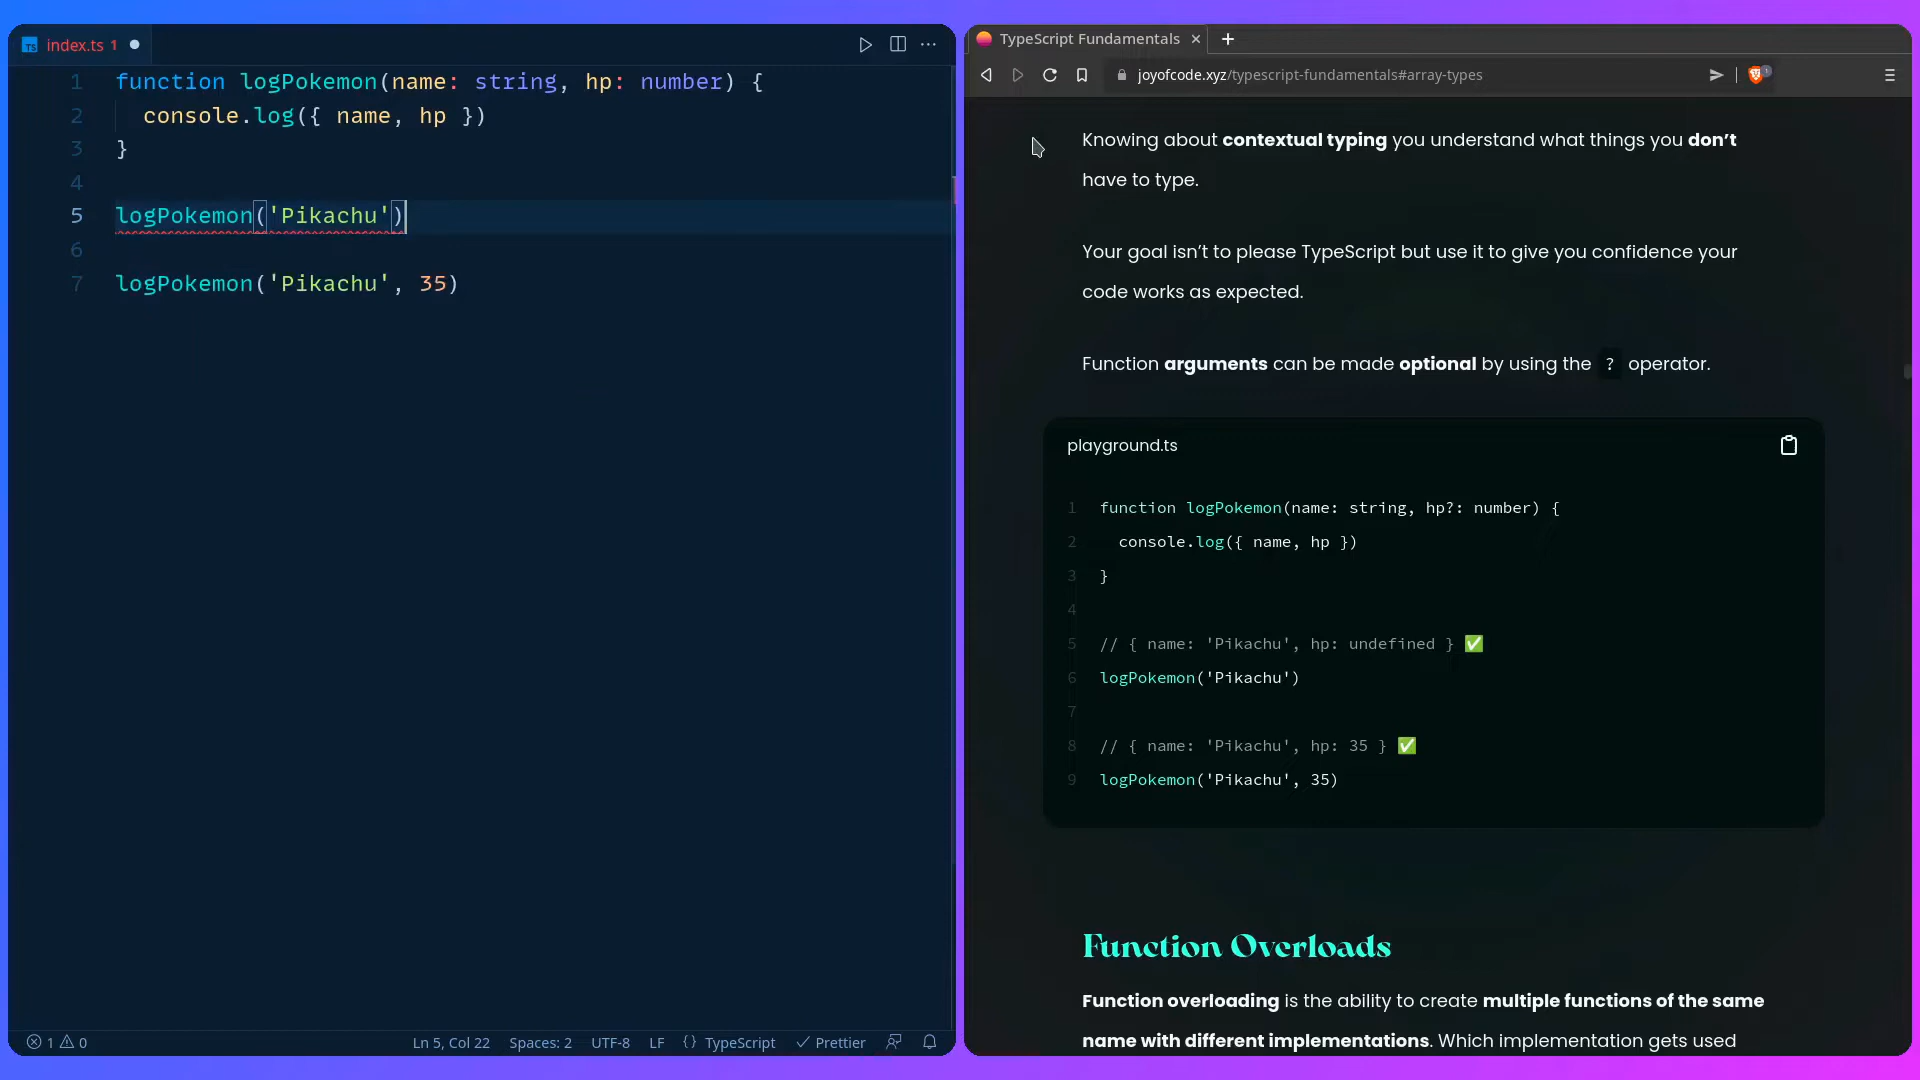 TS index.ts 1
1 function logPokemon(name: string, hp: number) {
2 console.log({ name, hp })
3 }
4
5 logPokemon('Pikachu')
6
7 logPokemon('Pikachu', 35)
1 0
Ln 5, Col 22 Spaces: 2 UTF-8 LF {} TypeScript Prettier
TypeScript Fundamentals
joyofcode.xyz/typescript-fundamentals#array-types
1
Knowing about contextual typing you understand what things you don’t
have to type.
Your goal isn’t to please TypeScript but use it to give you confidence your
code works as expected.
Function arguments can be made optional by using the ? operator.
playground.ts
1 function logPokemon(name: string, hp?: number) {
2 console.log({ name, hp })
3 }
4
5 // { name: 'Pikachu', hp: undefined } ✅
6 logPokemon('Pikachu')
7
8 // { name: 'Pikachu', hp: 35 } ✅
9 logPokemon('Pikachu', 35)
Function Overloads
Function overloading is the ability to create multiple functions of the same
name with different implementations. Which implementation gets used